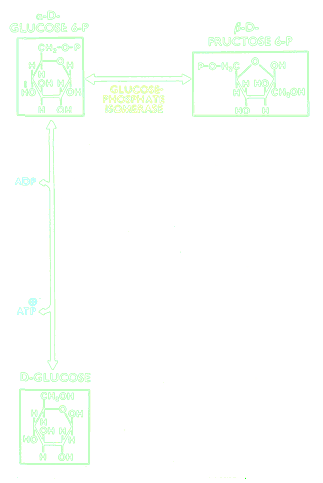 α-D-
GLUCOSE 6-P
β-D-
FRUCTOSE 6-P
CH₂-O-P
O
H
H
H
OH H
HO
OH
H
OH
P-O-H₂C
O
OH
H HO
H
CH₂OH
HO
H
GLUCOSE-
PHOSPHATE
ISOMERASE
ADP
ATP
D-GLUCOSE
CH₂OH
O
H
OH
H
OH H
HO
H
H
OH